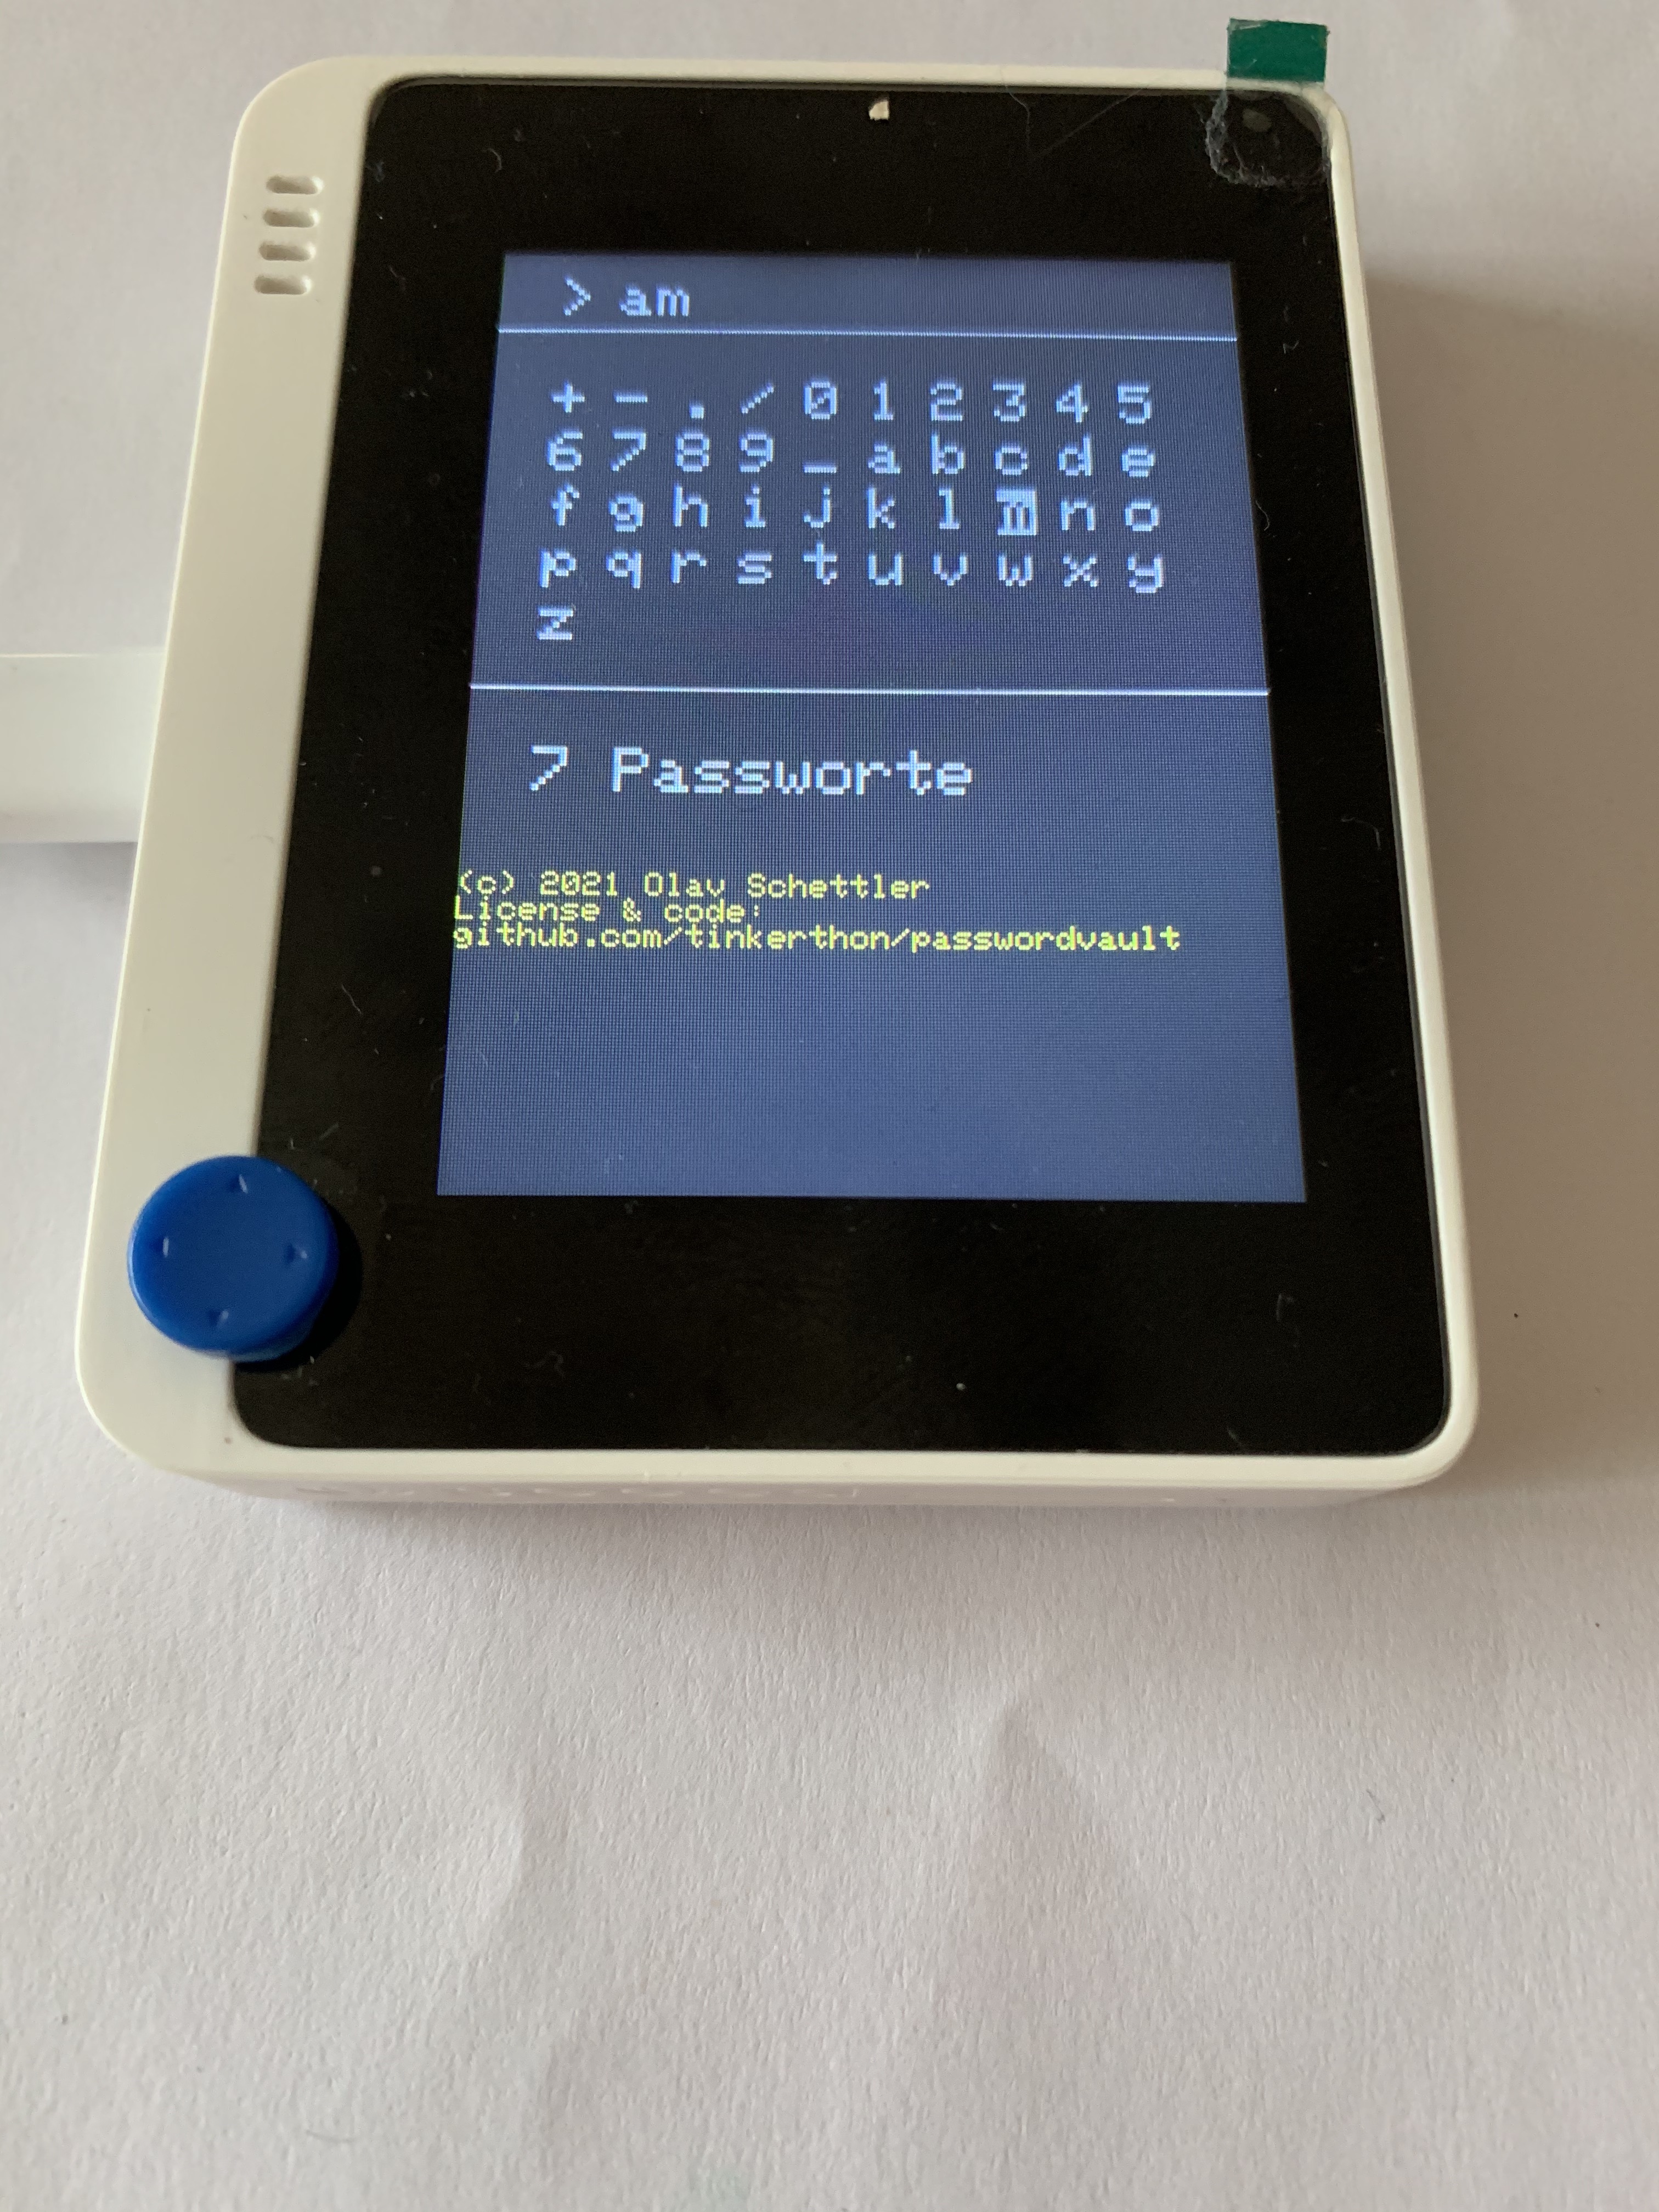 > am
+ - . / 0 1 2 3 4 5
6 7 8 9 _ a b c d e
f g h i j k l m n o
p q r s t u v w x y
z
7 Passworte
(c) 2021 Olav Schettler
License & code:
github.com/tinkerthon/passwordvault